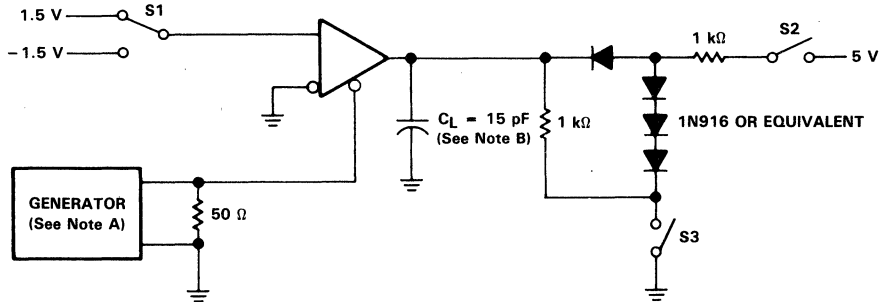 1.5 V
S1
−1.5 V
1 kΩ
S2
5 V
CL = 15 pF
(See Note B)
1 kΩ
1N916 OR EQUIVALENT
GENERATOR
(See Note A)
50 Ω
S3